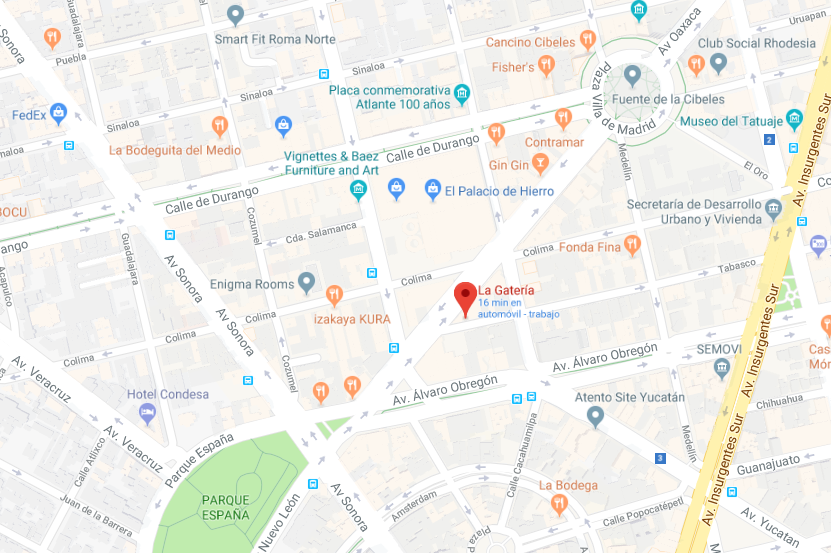 Av Sonora
Guadalajara
Puebla
Smart Fit Roma Norte
Sinaloa
Sinaloa
Cancino Cibeles
Fisher's
Av Oaxaca
Uruapan
Club Social Rhodesia
Placa conmemorativa
Atlante 100 años
Plaza Villa de Madrid
Fuente de la Cibeles
FedEx
Sinaloa
La Bodeguita del Medio
Contramar
Museo del Tatuaje
2
Calle de Durango
Vignettes & Baez
Furniture and Art
Gin Gin
Medellín
El Oro
Av. Insurgentes Sur
El Palacio de Hierro
Calle de Durango
Secretaría de Desarrollo
Urbano y Vivienda
BOCU
Cozumel
Cda. Salamanca
Guadalajara
Colima
Fonda Fina
Acapulco
Av Sonora
Enigma Rooms
Colima
Tabasco
La Gatería
16 min en
automóvil - trabajo
izakaya KURA
Av Sonora
Colima
Colima
Av. Insurgentes Sur
Av. Álvaro Obregón
SEMOVI
Av. Veracruz
Cozumel
Av. Álvaro Obregón
Hotel Condesa
Atento Site Yucatán
Chihuahua
Av. Veracruz
Calle Atlixco
Parque España
Calle Cacahuamilpa
Medellín
3
Av. Insurgentes Sur
Guanajuato
PARQUE
ESPAÑA
Juan de la Barrera
Nuevo León
Av Sonora
Amsterdam
La Bodega
Calle Popocatépetl
Av. Yucatan
Plaza